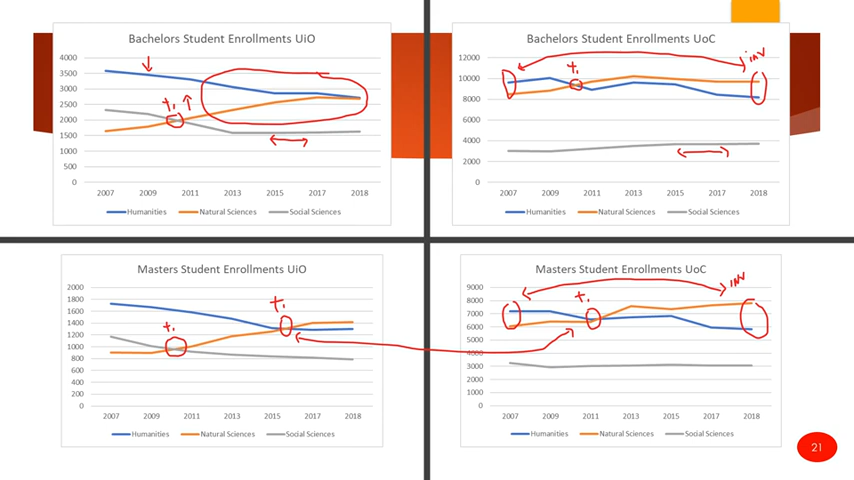 Bachelors Student Enrollments UiO
4000
3500
3000
2500
2000
1500
1000
500
0
t.
2007 2009 2011 2013 2015 2017 2018
Humanities Natural Sciences Social Sciences
Bachelors Student Enrollments UoC
12000
10000
8000
6000
4000
2000
0
t.
INV
2007 2009 2011 2013 2015 2017 2018
Humanities Natural Sciences Social Sciences
Masters Student Enrollments UiO
2000
1800
1600
1400
1200
1000
800
600
400
200
0
t.
t.
2007 2009 2011 2013 2015 2017 2018
Humanities Natural Sciences Social Sciences
Masters Student Enrollments UoC
9000
8000
7000
6000
5000
4000
3000
2000
1000
0
t.
INV
2007 2009 2011 2013 2015 2017 2018
Humanities Natural Sciences Social Sciences
21